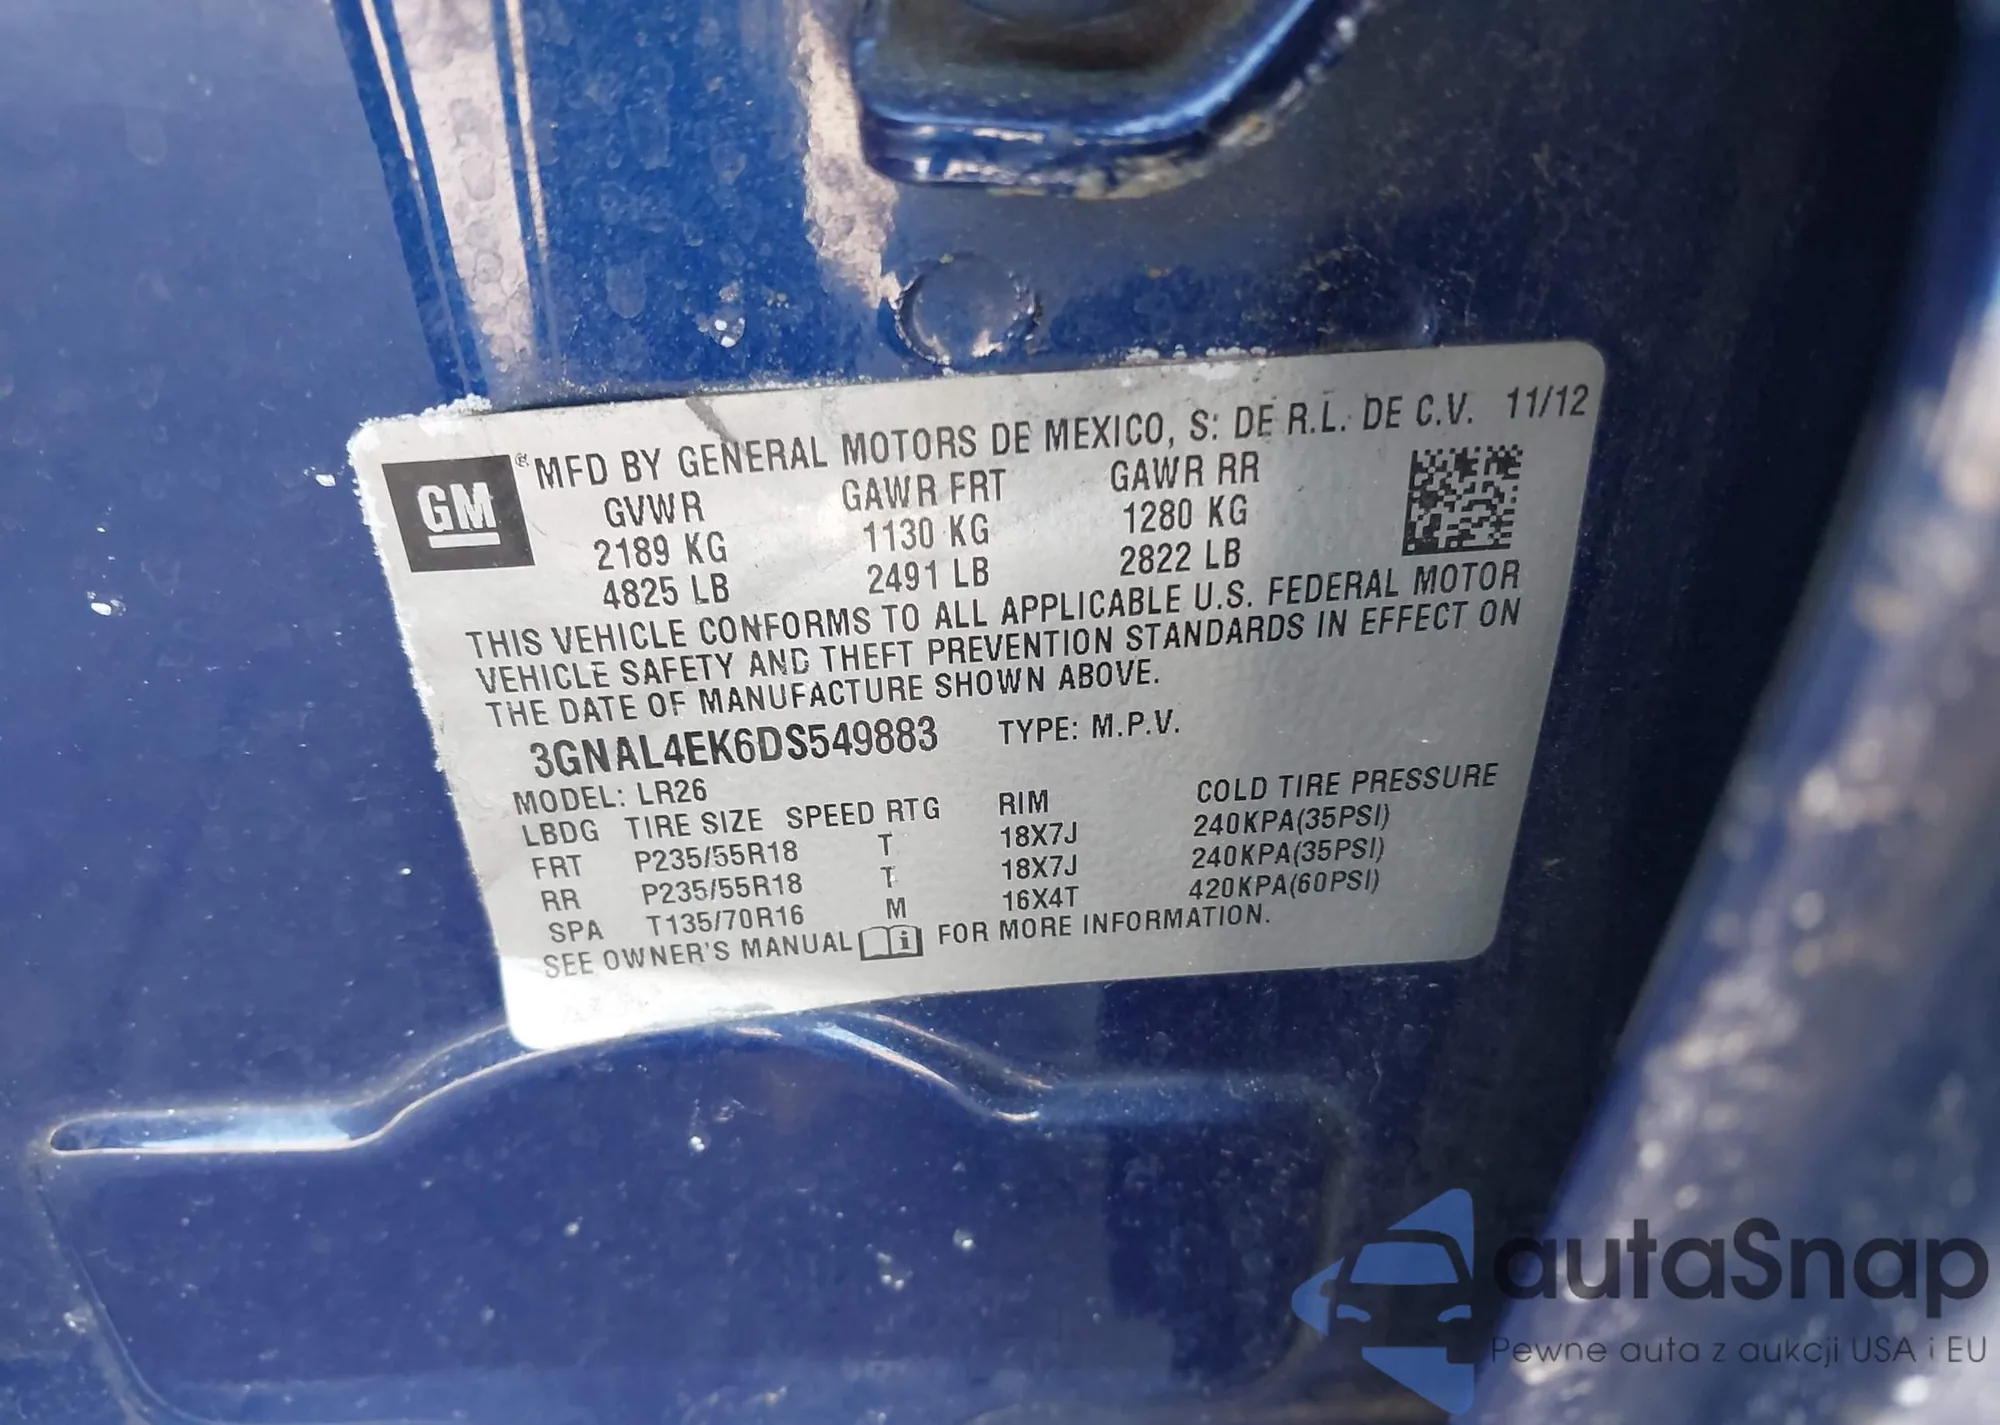 MFD BY GENERAL MOTORS DE MEXICO, S: DE R.L. DE C.V. 11/12
GM®
GVWR GAWR FRT GAWR RR
2189 KG 1130 KG 1280 KG
4825 LB 2491 LB 2822 LB
THIS VEHICLE CONFORMS TO ALL APPLICABLE U.S. FEDERAL MOTOR
VEHICLE SAFETY AND THEFT PREVENTION STANDARDS IN EFFECT ON
THE DATE OF MANUFACTURE SHOWN ABOVE.
3GNAL4EK6DS549883 TYPE: M.P.V.
MODEL: LR26
LBDG TIRE SIZE SPEED RTG RIM COLD TIRE PRESSURE
FRT P235/55R18 T 18X7J 240KPA(35PSI)
RR P235/55R18 T 18X7J 240KPA(35PSI)
SPA T135/70R16 M 16X4T 420KPA(60PSI)
SEE OWNER'S MANUAL FOR MORE INFORMATION.
autaSnap
Pewne auta z aukcji USA i EU